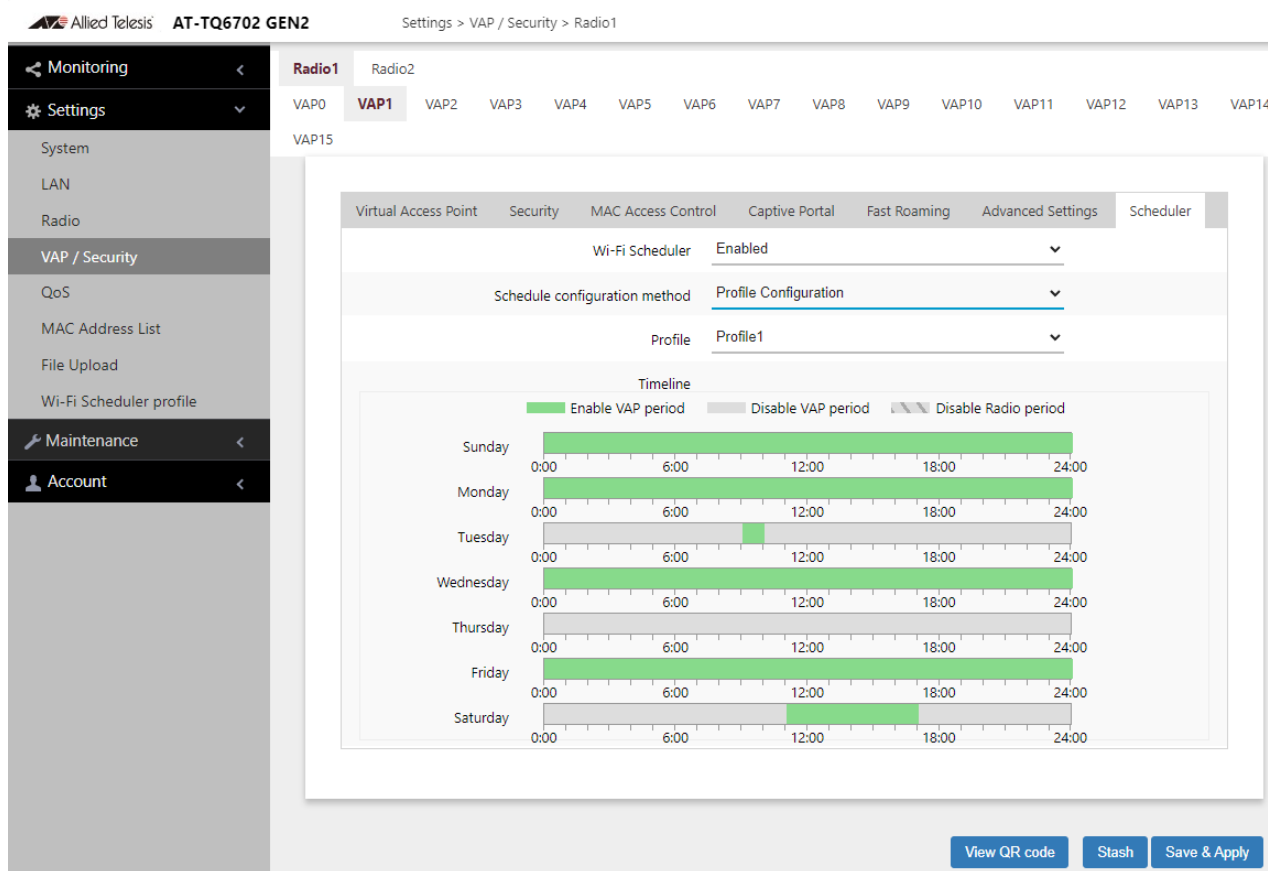 Allied Telesis AT-TQ6702 GEN2 Settings > VAP / Security > Radio1
Monitoring
Settings
System
LAN
Radio
VAP / Security
QoS
MAC Address List
File Upload
Wi-Fi Scheduler profile
Maintenance
Account
Radio1 Radio2
VAP0 VAP1 VAP2 VAP3 VAP4 VAP5 VAP6 VAP7 VAP8 VAP9 VAP10 VAP11 VAP12 VAP13 VAP14
VAP15
Virtual Access Point Security MAC Access Control Captive Portal Fast Roaming Advanced Settings Scheduler
Wi-Fi Scheduler Enabled
Schedule configuration method Profile Configuration
Profile Profile1
Timeline
Enable VAP period Disable VAP period Disable Radio period
Sunday
0:00 6:00 12:00 18:00 24:00
Monday
0:00 6:00 12:00 18:00 24:00
Tuesday
0:00 6:00 12:00 18:00 24:00
Wednesday
0:00 6:00 12:00 18:00 24:00
Thursday
0:00 6:00 12:00 18:00 24:00
Friday
0:00 6:00 12:00 18:00 24:00
Saturday
0:00 6:00 12:00 18:00 24:00
View QR code Stash Save & Apply